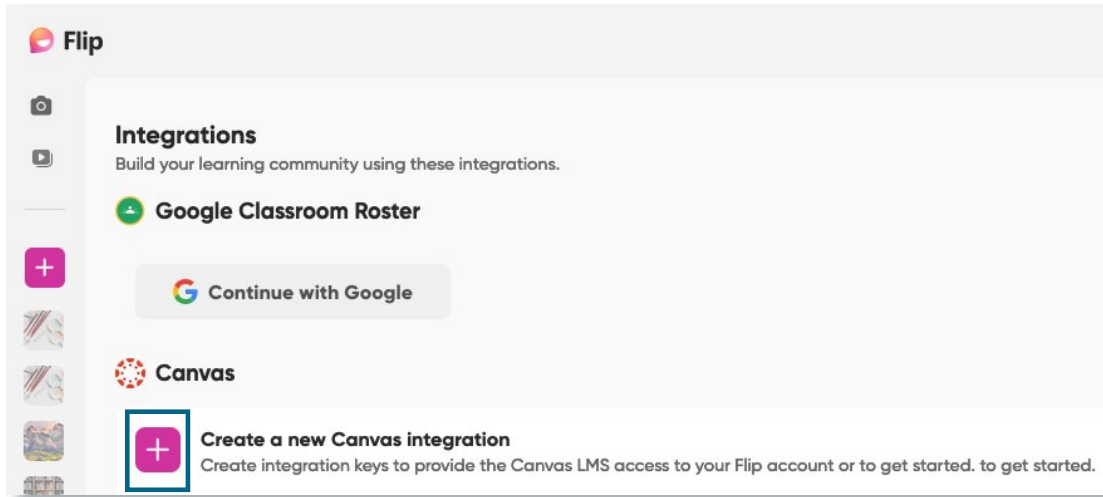 Flip
Integrations
Build your learning community using these integrations.
Google Classroom Roster
Continue with Google
Canvas
Create a new Canvas integration
Create integration keys to provide the Canvas LMS access to your Flip account or to get started. to get started.